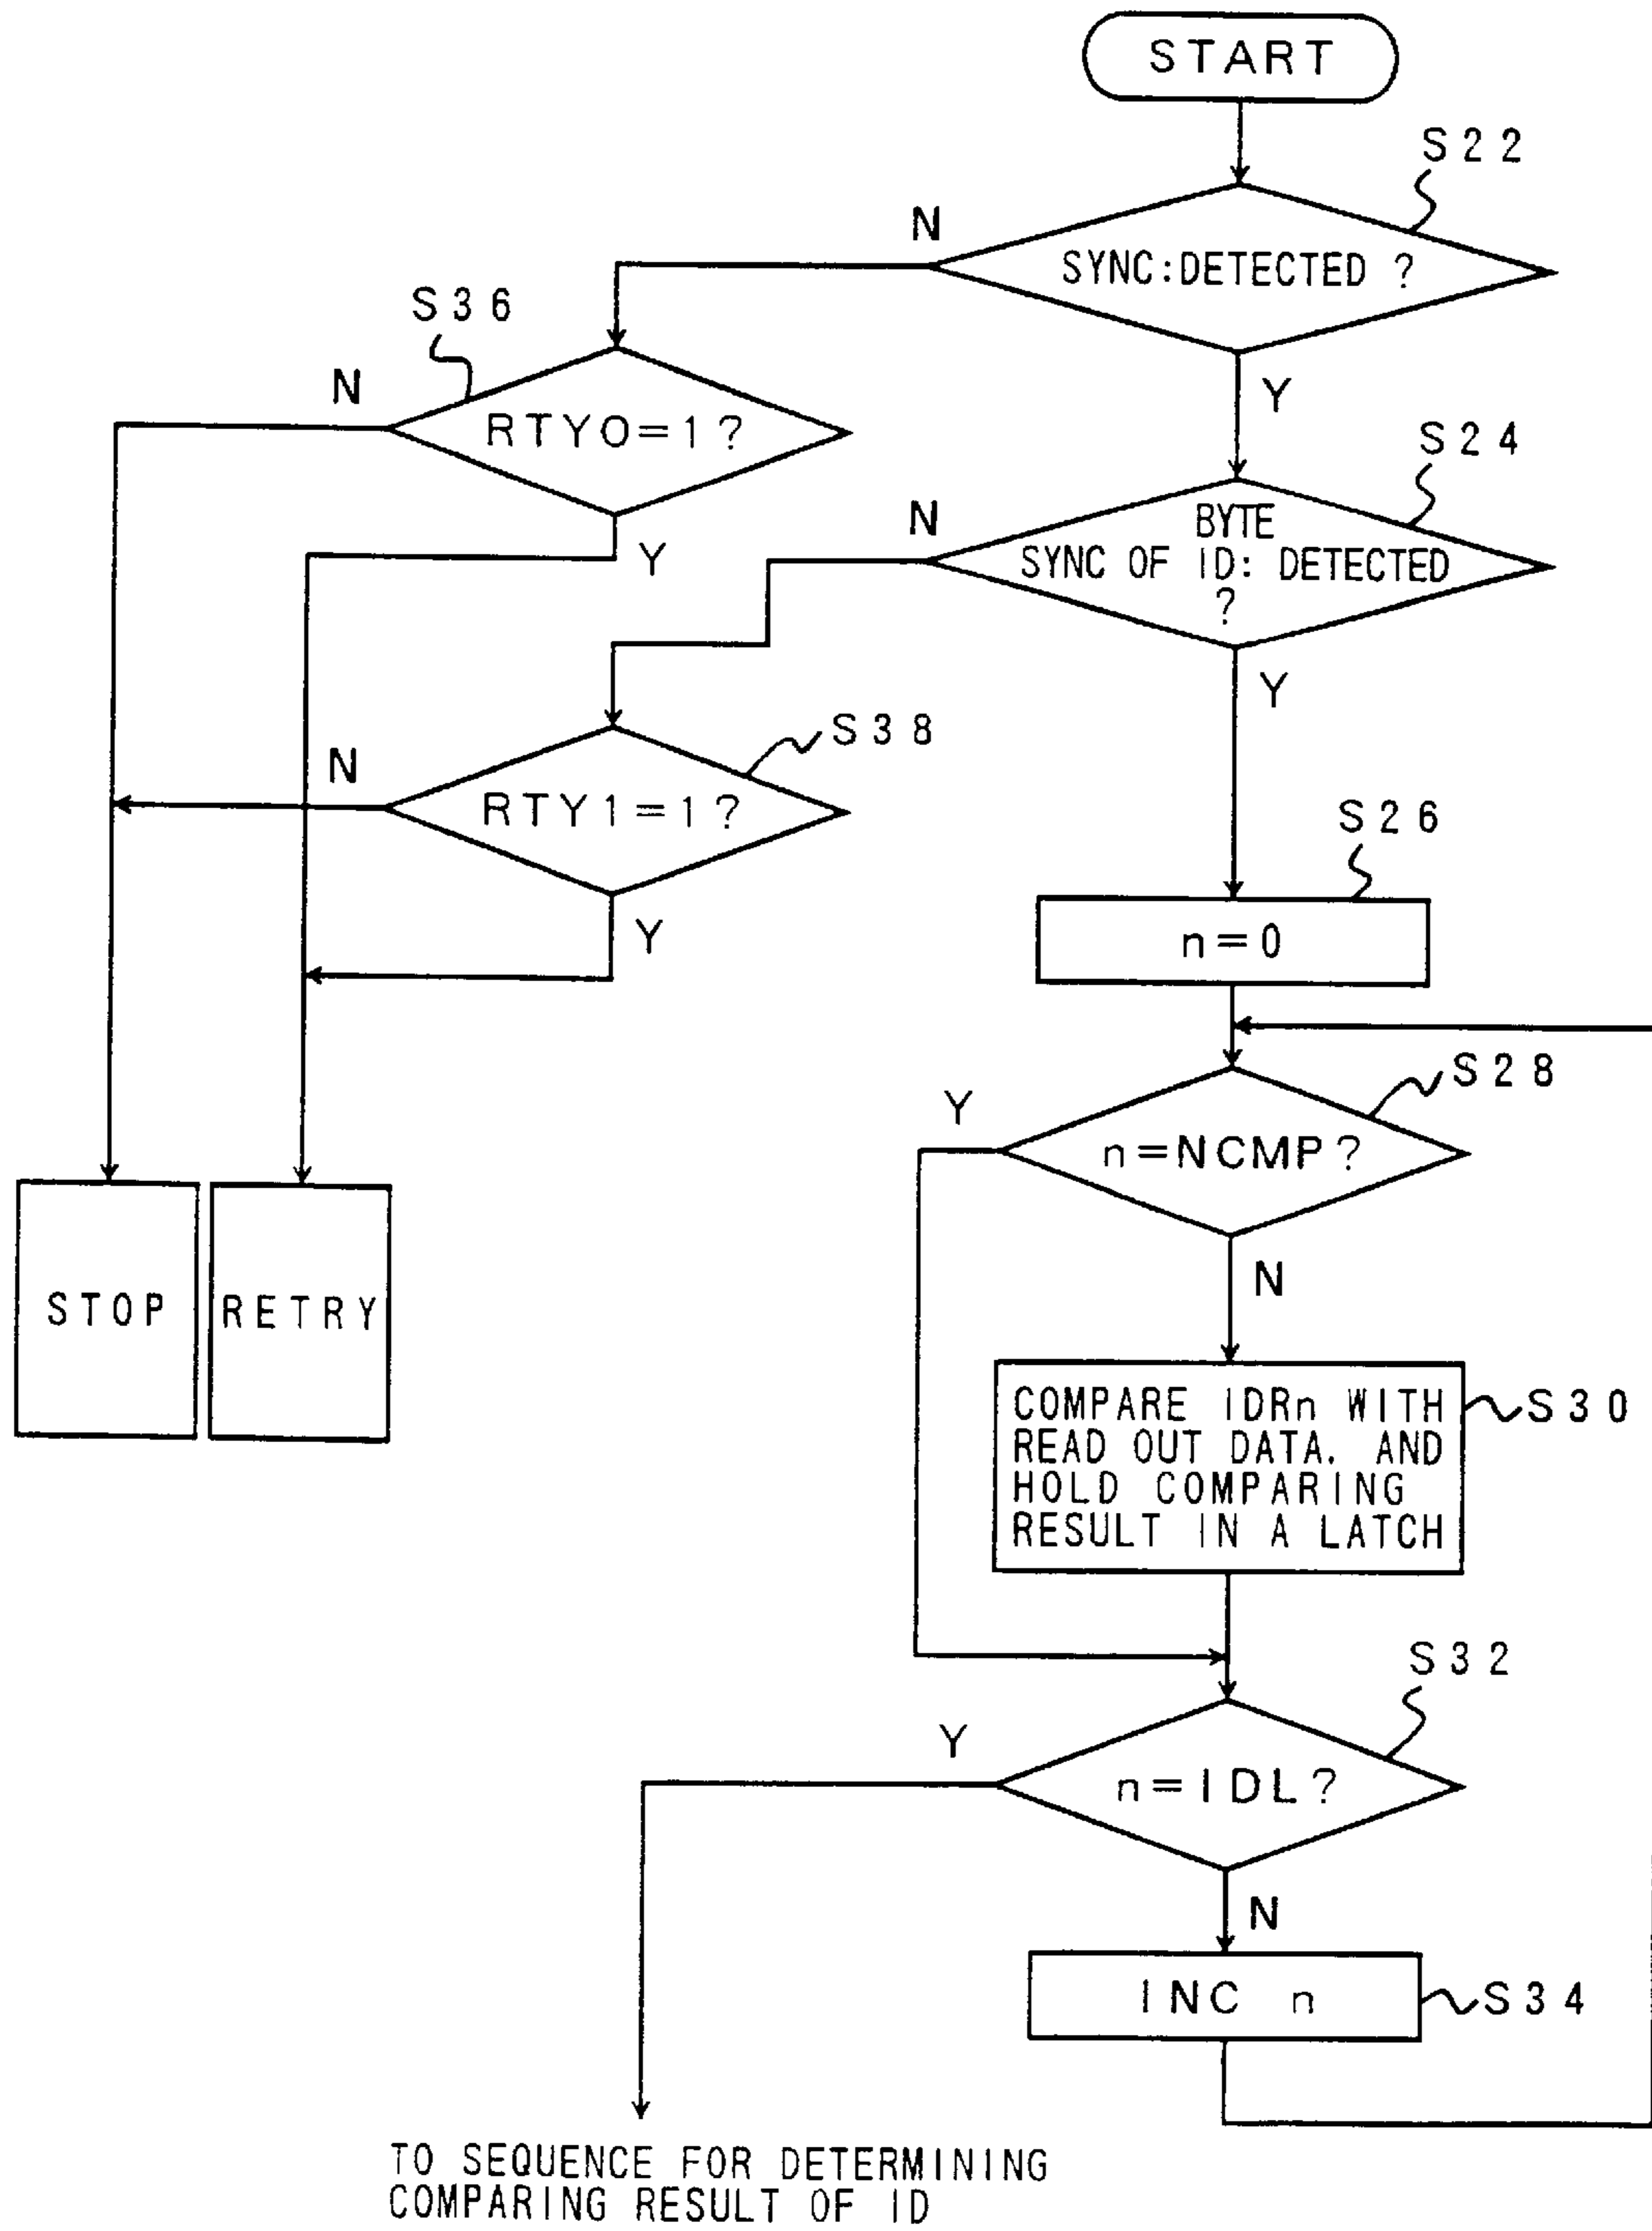 START
S22
N
SYNC:DETECTED ?
S36
Y
N
RTY0=1?
S24
N
BYTE
SYNC OF ID: DETECTED
?
Y
Y
S38
N
RTY1=1?
S26
Y
n=0
S28
Y
n=NCMP?
N
STOP
RETRY
COMPARE IDRn WITH
READ OUT DATA. AND
HOLD COMPARING
RESULT IN A LATCH
S30
S32
Y
n=IDL?
N
INC n
S34
TO SEQUENCE FOR DETERMINING
COMPARING RESULT OF ID